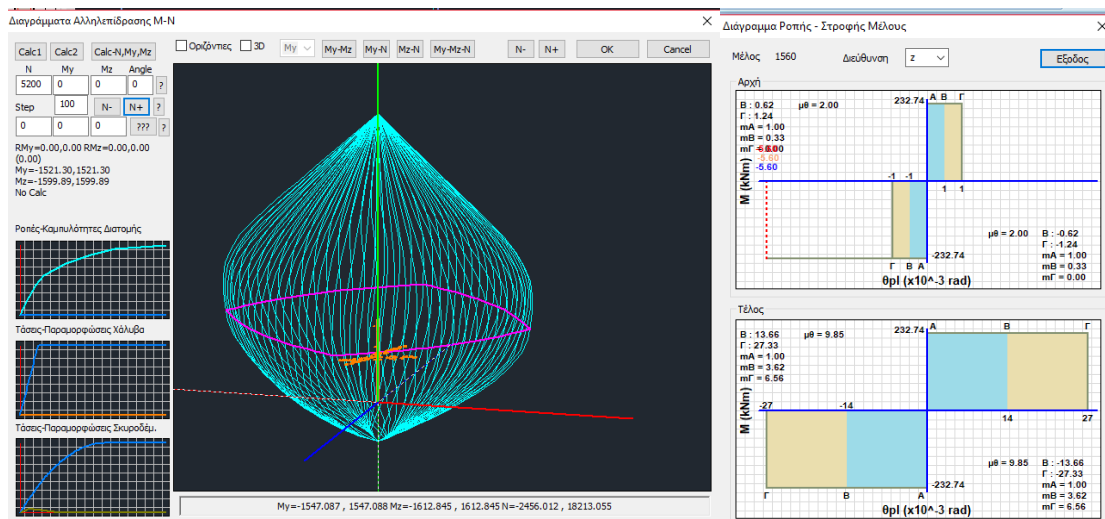 Διαγράμματα Αλληλεπίδρασης M-N
Calc1 Calc2 Calc-N,My,Mz
Οριζόντιες 3D My My-Mz My-N Mz-N My-Mz-N N- N+ OK Cancel
N My Mz Angle
5200 0 0 0 ?
Step 100 N- N+ ?
0 0 0 ??? ?
RMy=0.00,0.00 RMz=0.00,0.00
(0.00)
My=-1521.30,1521.30
Mz=-1599.89,1599.89
No Calc
Ροπές-Καμπυλότητες Διατομής
Τάσεις-Παραμορφώσεις Χάλυβα
Τάσεις-Παραμορφώσεις Σκυροδέμ.
My=-1547.087 , 1547.088 Mz=-1612.845 , 1612.845 N=-2456.012 , 18213.055
Διάγραμμα Ροπής - Στροφής Μέλους
Μέλος 1560 Διεύθυνση z Εξοδος
Αρχή
B : 0.62 μθ = 2.00 232.74 A B Γ
Γ : 1.24
mA = 1.00
mB = 0.33
mΓ = 0.00
-5.60
-5.60
M (kNm)
-1 -1
1 1
μθ = 2.00 B : -0.62
Γ : -1.24
-232.74 mA = 1.00
Γ B A mB = 0.33
mΓ = 0.00
θpl (x10^-3 rad)
Τέλος
B : 13.66 μθ = 9.85 232.74 A B Γ
Γ : 27.33
mA = 1.00
mB = 3.62
mΓ = 6.56
-27 -14
M (kNm)
14 27
μθ = 9.85 B : -13.66
Γ : -27.33
-232.74 mA = 1.00
Γ B A mB = 3.62
mΓ = 6.56
θpl (x10^-3 rad)